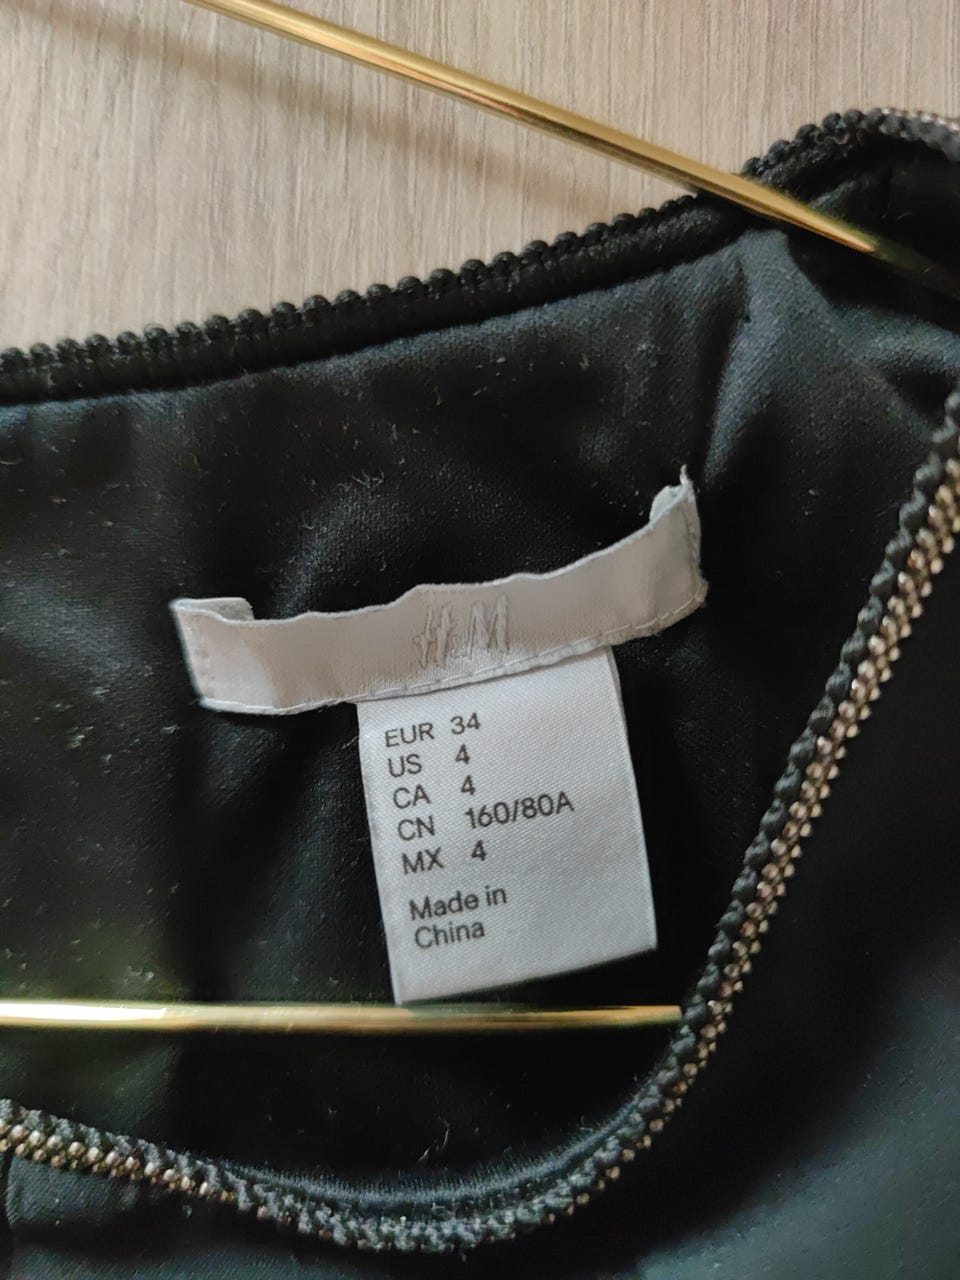 H&M
EUR 34
US 4
CA 4
CN 160/80A
MX 4
Made in
China